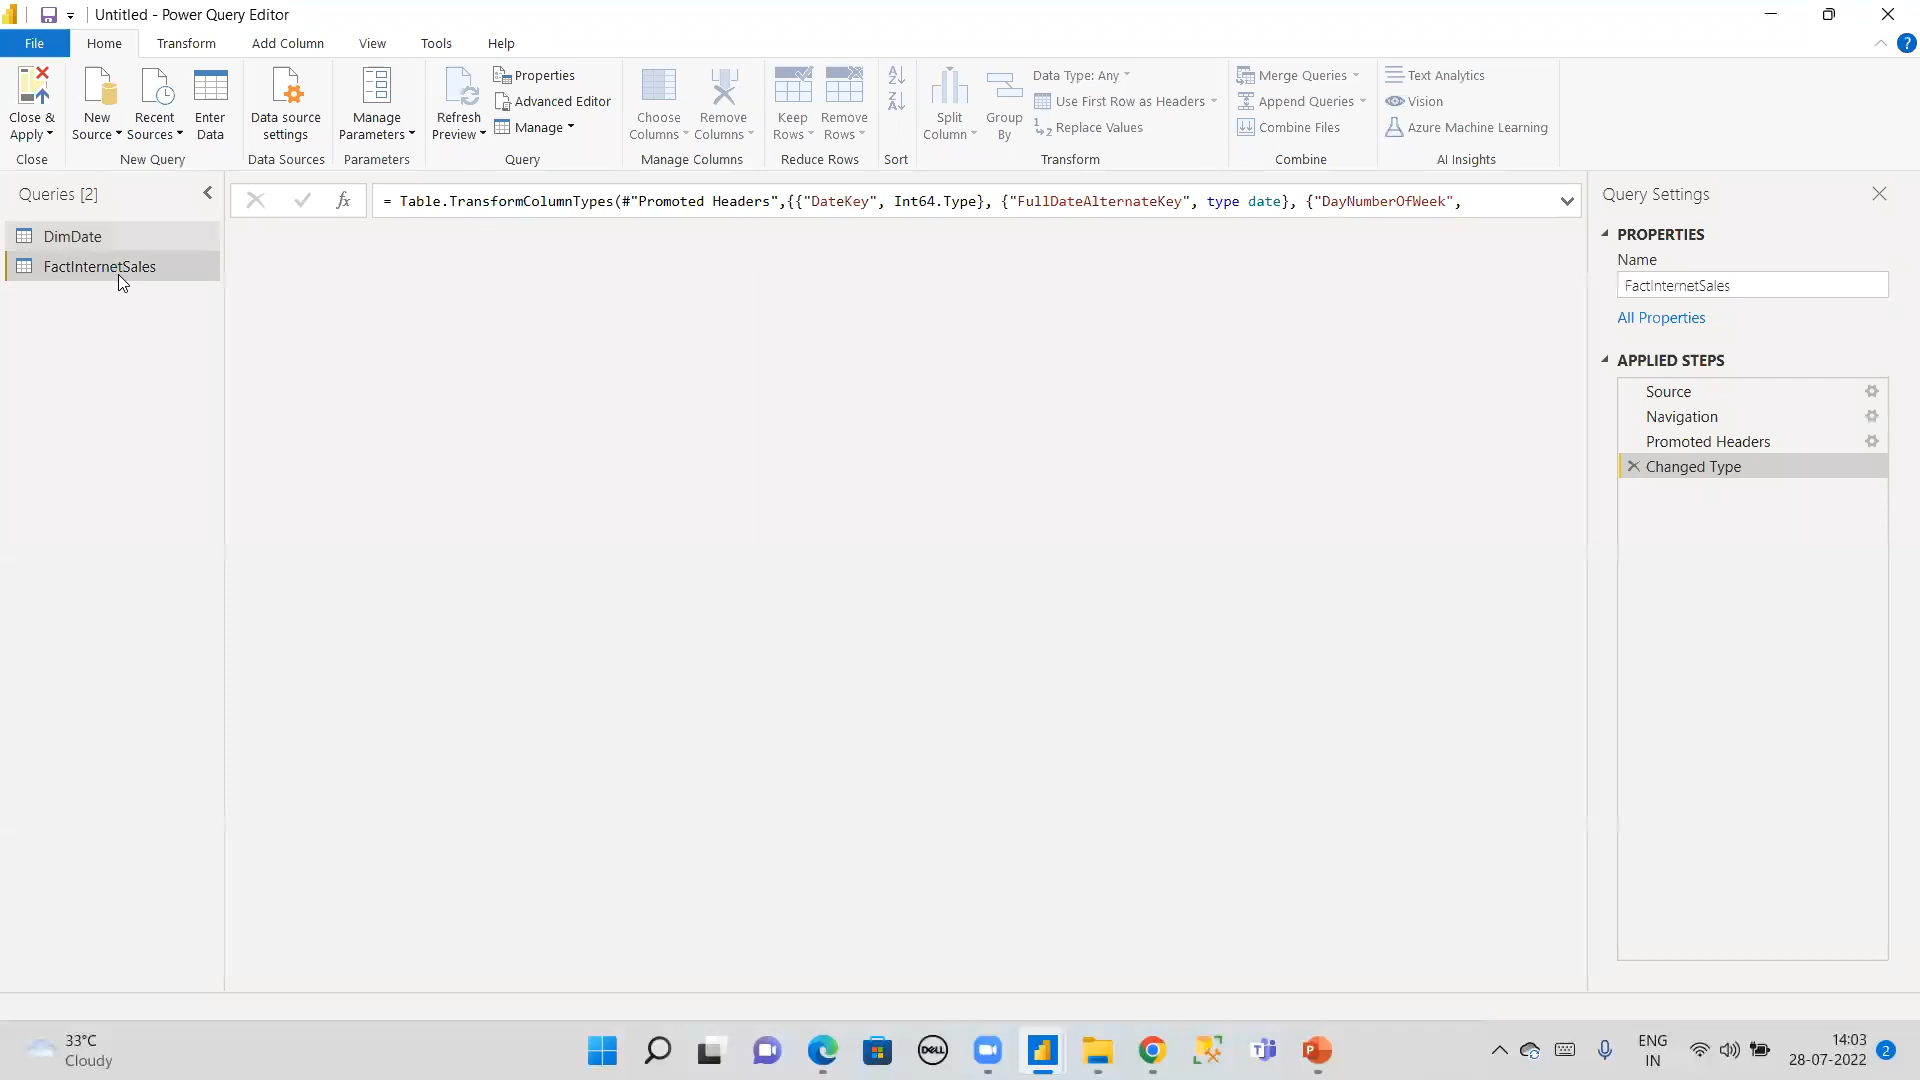 Untitled - Power Query Editor
File Home Transform Add Column View Tools Help
Close & Apply
Close
New Source
Recent Sources
Enter Data
New Query
Data source settings
Data Sources
Manage Parameters
Parameters
Refresh Preview
Properties
Advanced Editor
Manage
Query
Choose Columns
Remove Columns
Manage Columns
Keep Rows
Remove Rows
Reduce Rows
A
Z
Z
A
Sort
Split Column
Group By
Data Type: Any
Use First Row as Headers
1 2 Replace Values
Transform
Merge Queries
Append Queries
Combine Files
Combine
Text Analytics
Vision
Azure Machine Learning
AI Insights
?
Queries [2]
DimDate
FactInternetSales
fx
= Table.TransformColumnTypes(#"Promoted Headers",{{"DateKey", Int64.Type}, {"FullDateAlternateKey", type date}, {"DayNumberOfWeek",
Query Settings
PROPERTIES
Name
FactInternetSales
All Properties
APPLIED STEPS
Source
Navigation
Promoted Headers
Changed Type
33°C
Cloudy
DELL
T
P
ENG
IN
14:03
28-07-2022
2